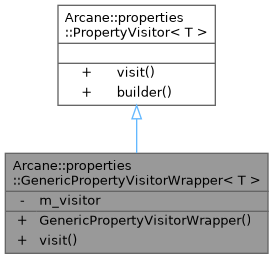 Arcane::properties
::PropertyVisitor< T >
+ visit()
+ builder()
Arcane::properties
::GenericPropertyVisitorWrapper< T >
- m_visitor
+ GenericPropertyVisitorWrapper()
+ visit()